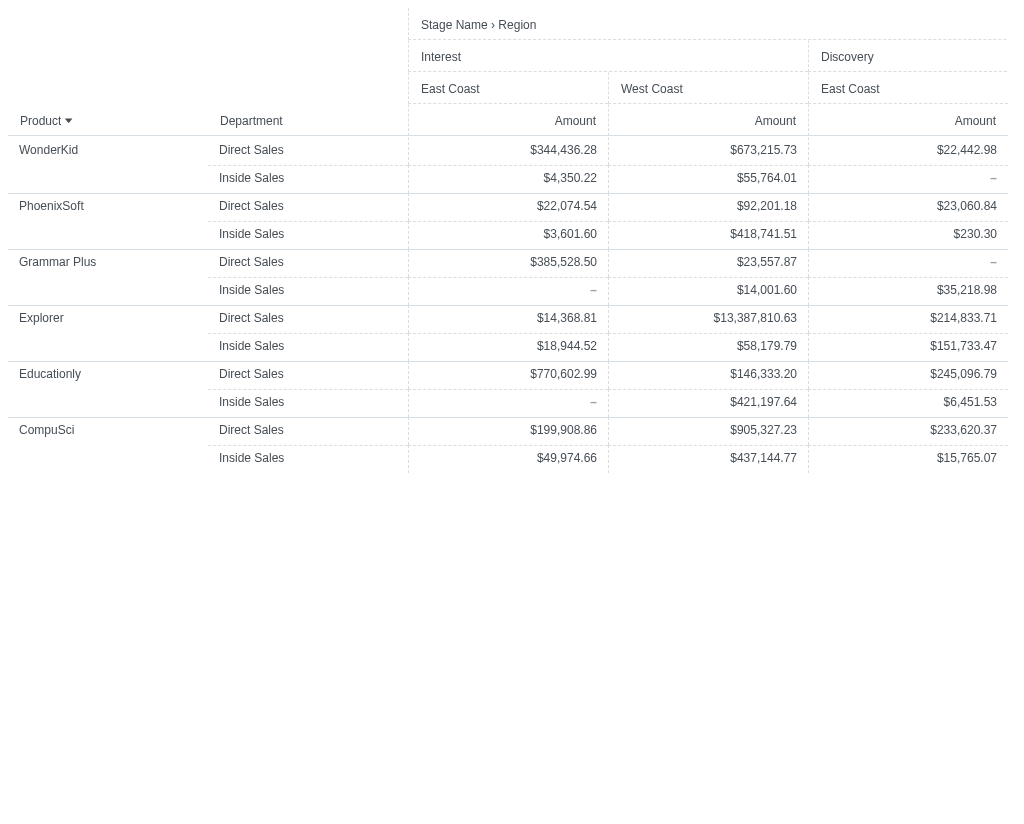 Stage Name › Region
Interest Discovery
East Coast West Coast East Coast
Product Department Amount Amount Amount
WonderKid Direct Sales $344,436.28 $673,215.73 $22,442.98
Inside Sales $4,350.22 $55,764.01 –
PhoenixSoft Direct Sales $22,074.54 $92,201.18 $23,060.84
Inside Sales $3,601.60 $418,741.51 $230.30
Grammar Plus Direct Sales $385,528.50 $23,557.87 –
Inside Sales – $14,001.60 $35,218.98
Explorer Direct Sales $14,368.81 $13,387,810.63 $214,833.71
Inside Sales $18,944.52 $58,179.79 $151,733.47
Educationly Direct Sales $770,602.99 $146,333.20 $245,096.79
Inside Sales – $421,197.64 $6,451.53
CompuSci Direct Sales $199,908.86 $905,327.23 $233,620.37
Inside Sales $49,974.66 $437,144.77 $15,765.07